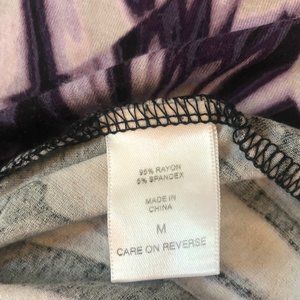 95% RAYON
5% SPANDEX
MADE IN
CHINA
M
CARE ON REVERSE